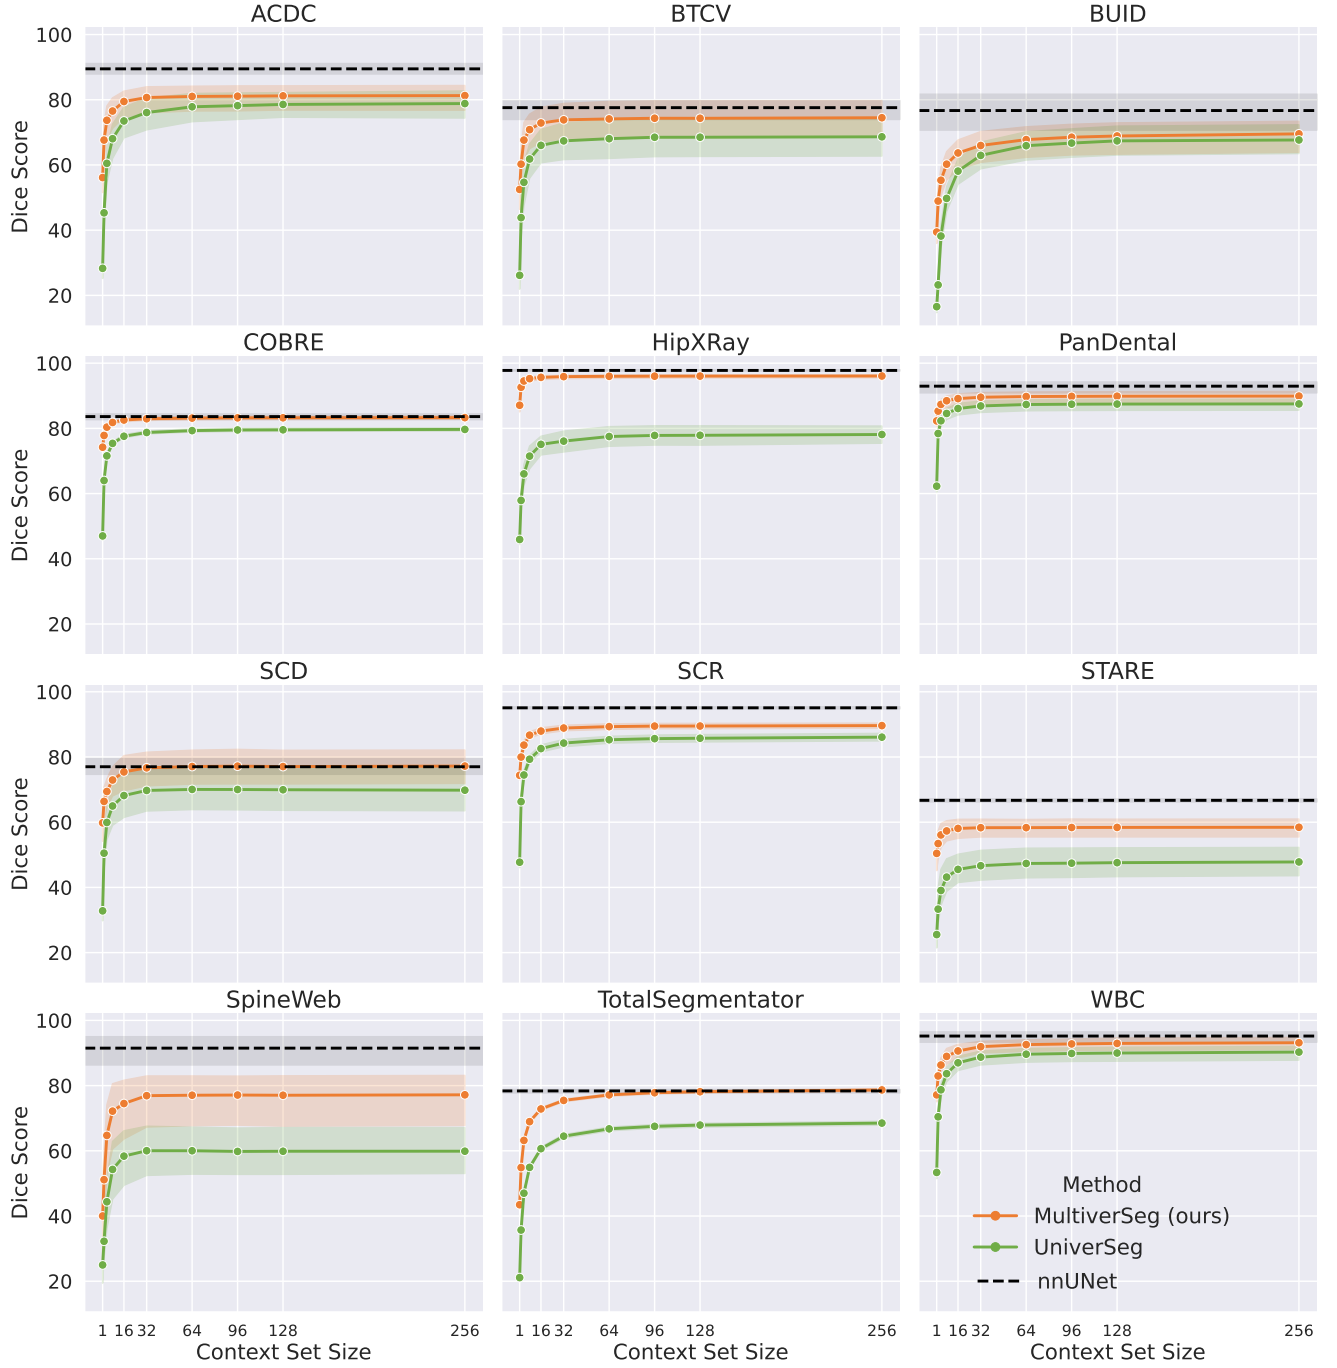 ACDC BTCV BUID
Dice Score
100
80
60
40
20
COBRE HipXRay PanDental
Dice Score
100
80
60
40
20
SCD SCR STARE
Dice Score
100
80
60
40
20
SpineWeb TotalSegmentator WBC
Dice Score
100
80
60
40
20
Method
MultiverSeg (ours)
UniverSeg
nnUNet
1 16 32 64 96 128 256 1 16 32 64 96 128 256 1 16 32 64 96 128 256
Context Set Size Context Set Size Context Set Size